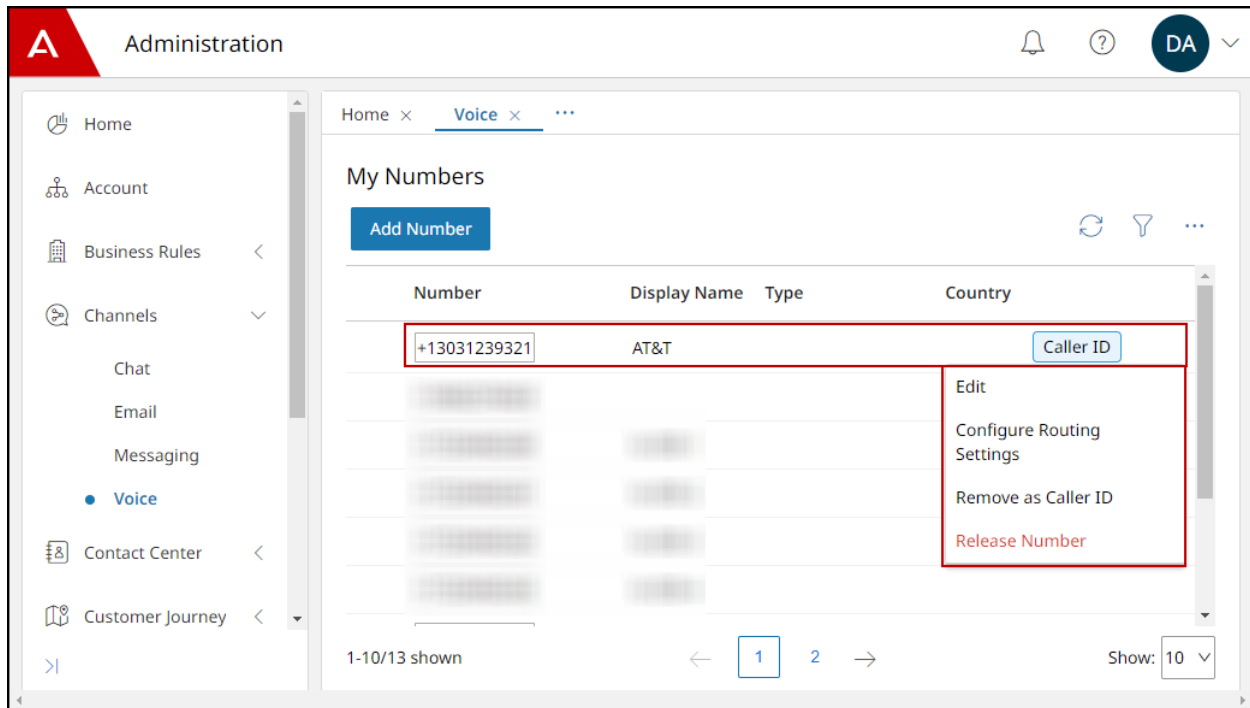 Administration
DA
Home
Account
Business Rules
Channels
Chat
Email
Messaging
Voice
Contact Center
Customer Journey
Home
Voice
My Numbers
Add Number
Number Display Name Type Country
+13031239321 AT&T Caller ID
Edit
Configure Routing
Settings
Remove as Caller ID
Release Number
1-10/13 shown
1 2
Show: 10